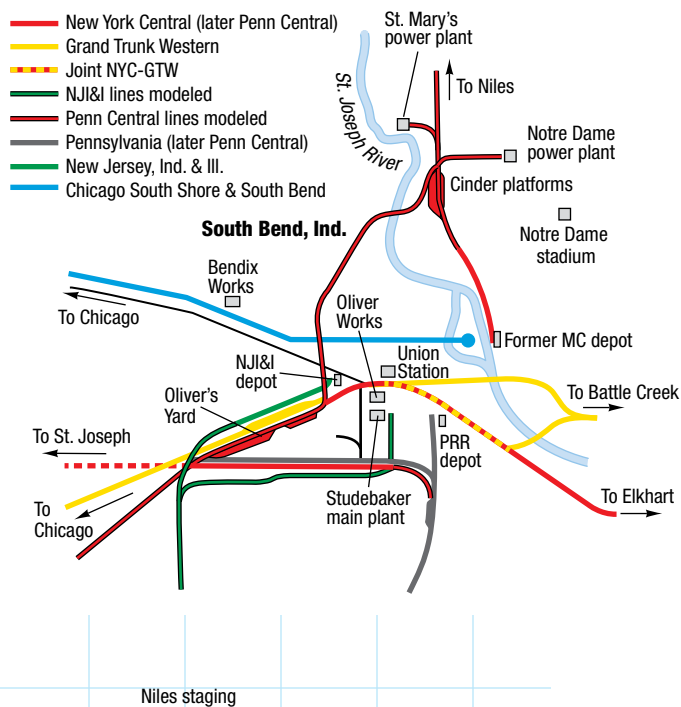 New York Central (later Penn Central)
Grand Trunk Western
Joint NYC-GTW
NJI&I lines modeled
Penn Central lines modeled
Pennsylvania (later Penn Central)
New Jersey, Ind. & Ill.
Chicago South Shore & South Bend
St. Mary's
power plant
To Niles
St. Joseph River
Notre Dame
power plant
Cinder platforms
South Bend, Ind.
Notre Dame
stadium
Bendix
Works
To Chicago
Oliver
Works
Former MC depot
NJI&I
depot
Union
Station
Oliver's
Yard
To Battle Creek
To St. Joseph
PRR
depot
To
Chicago
Studebaker
main plant
To Elkhart
Niles staging